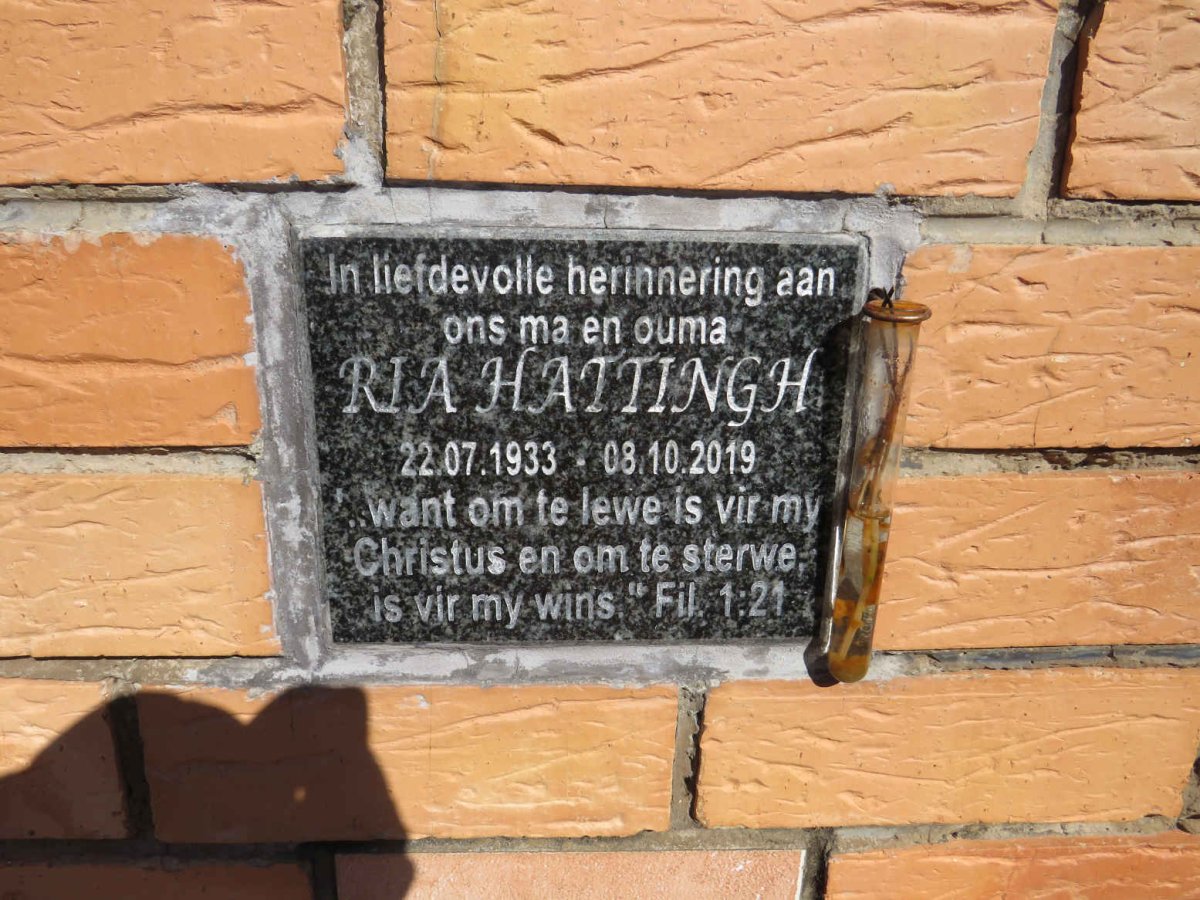 In liefdevolle herinnering aan
ons ma en ouma
RIA HATTINGH
22.07.1933 - 08.10.2019
"..want om te lewe is vir my
Christus en om te sterwe,
is vir my wins." Fil. 1:21